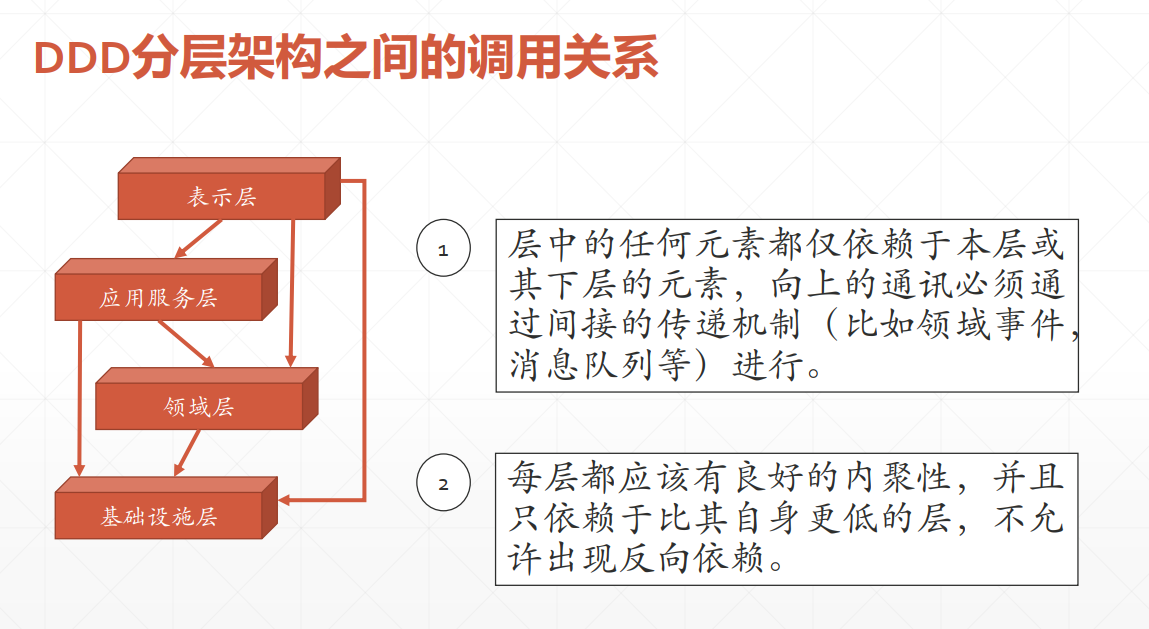 DDD分层架构之间的调用关系
表示层
应用服务层
领域层
基础设施层
1
层中的任何元素都仅依赖于本层或
其下层的元素，向上的通讯必须通
过间接的传递机制（比如领域事件，
消息队列等）进行。
2
每层都应该有良好的内聚性，并且
只依赖于比其自身更低的层，不允
许出现反向依赖。